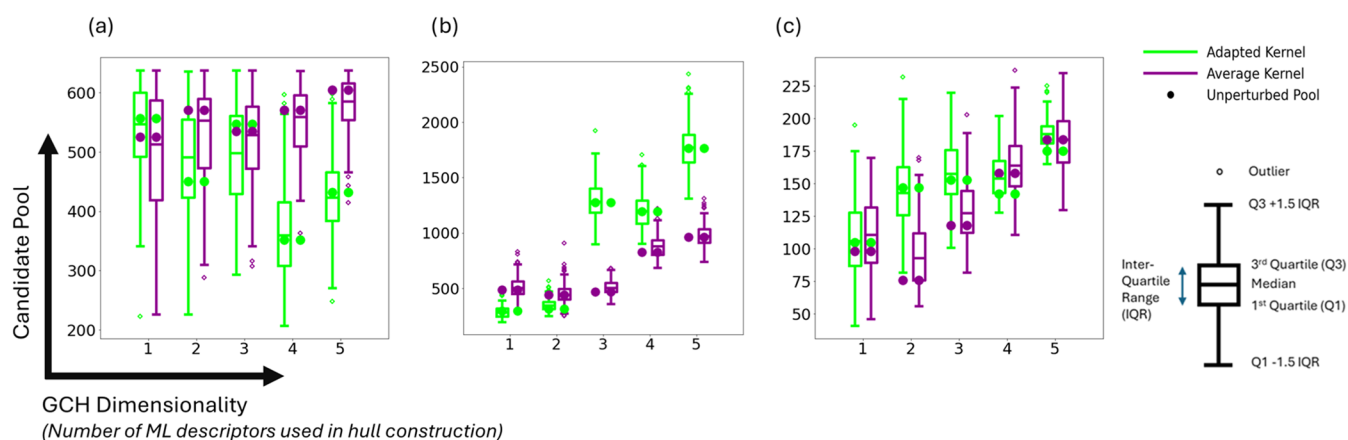 (a)
(b)
(c)
600
500
400
300
200
1 2 3 4 5
2500
2000
1500
1000
500
1 2 3 4 5
225
200
175
150
125
100
75
50
1 2 3 4 5
Candidate Pool
GCH Dimensionality
(Number of ML descriptors used in hull construction)
Adapted Kernel
Average Kernel
Unperturbed Pool
Outlier
Q3 +1.5 IQR
Inter-
Quartile
Range
(IQR)
3rd Quartile (Q3)
Median
1st Quartile (Q1)
Q1 -1.5 IQR